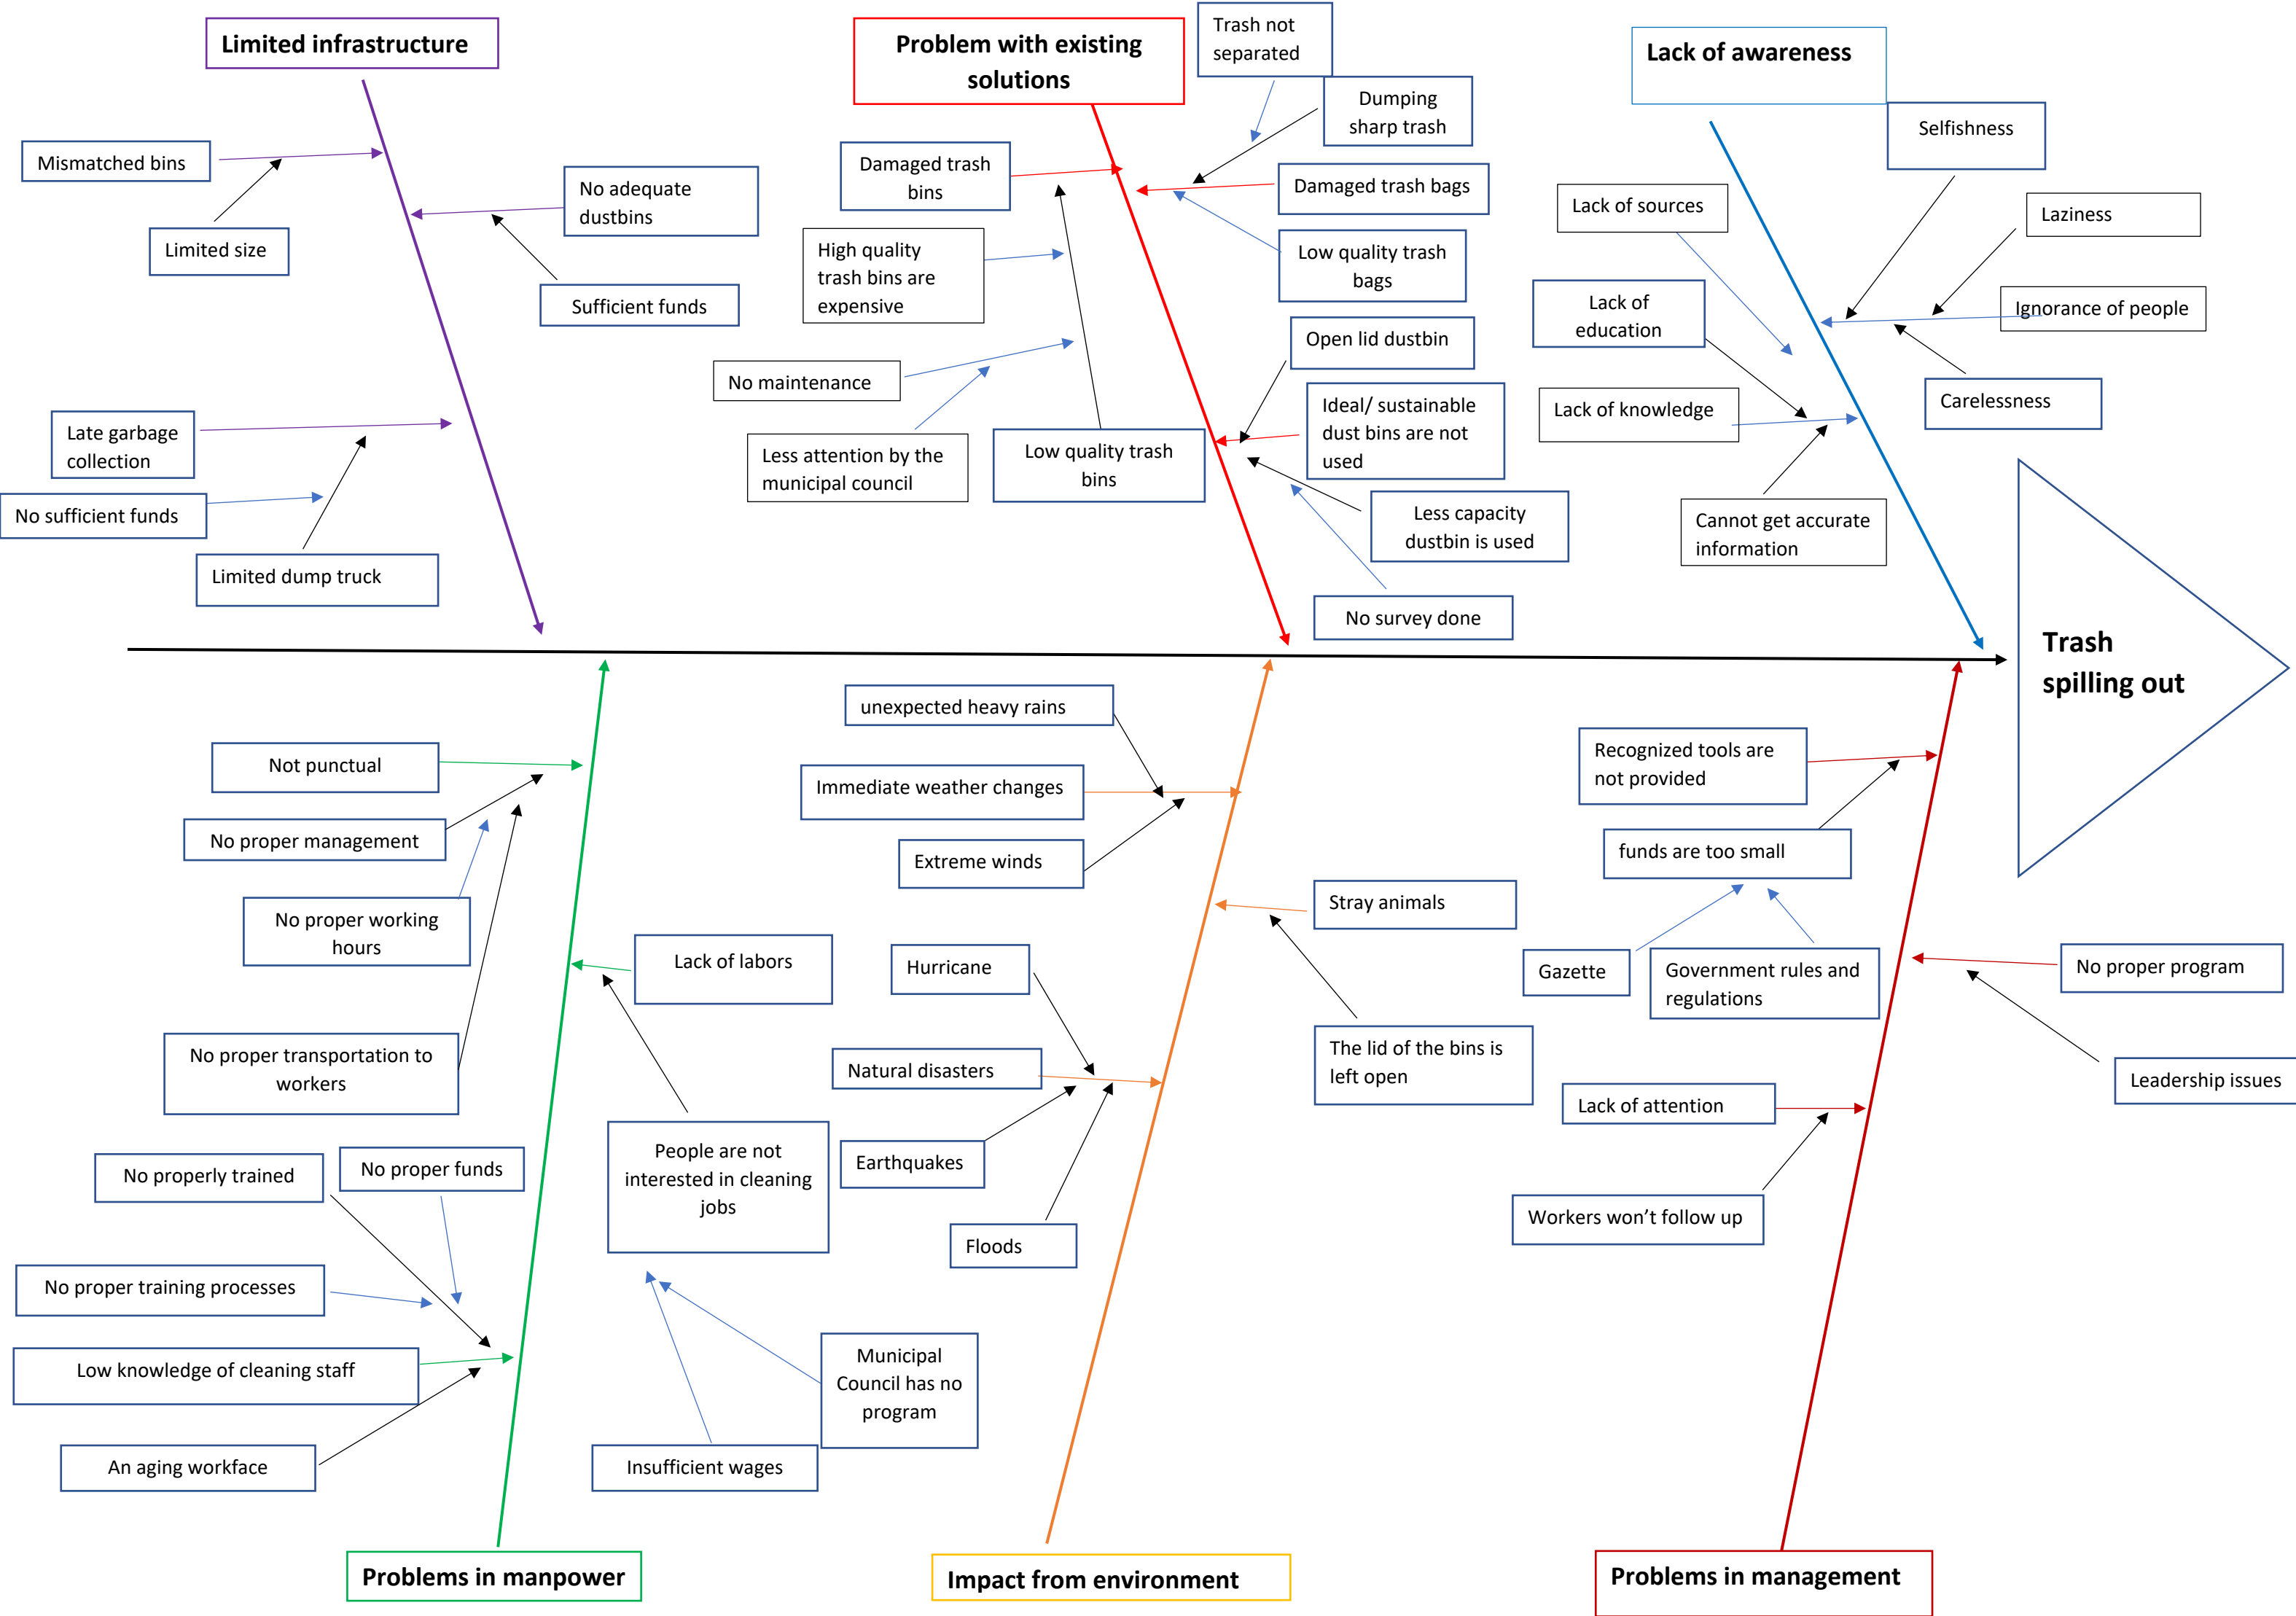 Limited infrastructure
Problem with existing
solutions
Trash not
separated
Lack of awareness
Dumping
sharp trash
Selfishness
Mismatched bins
Damaged trash
bins
No adequate
dustbins
Damaged trash bags
Lack of sources
Laziness
Limited size
High quality
trash bins are
expensive
Low quality trash
bags
Sufficient funds
Lack of
education
Ignorance of people
Open lid dustbin
No maintenance
Ideal/ sustainable
dust bins are not
used
Lack of knowledge
Carelessness
Late garbage
collection
Less attention by the
municipal council
Low quality trash
bins
No sufficient funds
Less capacity
dustbin is used
Cannot get accurate
information
Limited dump truck
No survey done
Trash
spilling out
unexpected heavy rains
Not punctual
Immediate weather changes
Recognized tools are
not provided
No proper management
Extreme winds
funds are too small
No proper working
hours
Stray animals
Lack of labors
Hurricane
Gazette
Government rules and
regulations
No proper program
No proper transportation to
workers
Natural disasters
The lid of the bins is
left open
Lack of attention
Leadership issues
No properly trained
No proper funds
People are not
interested in cleaning
jobs
Earthquakes
Workers won’t follow up
Floods
No proper training processes
Low knowledge of cleaning staff
Municipal
Council has no
program
An aging workface
Insufficient wages
Problems in manpower
Impact from environment
Problems in management